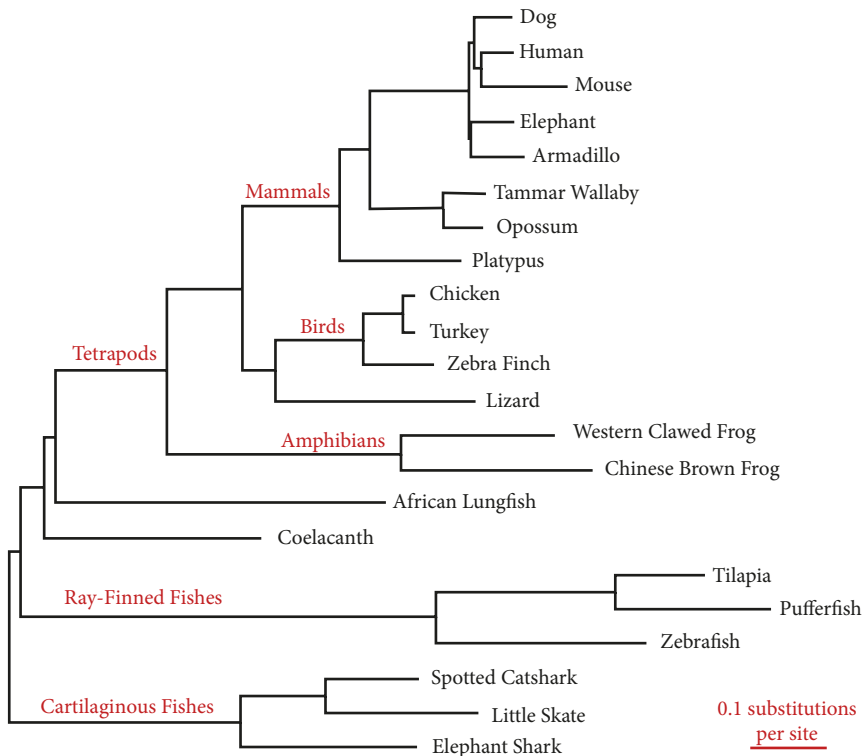 Dog
Human
Mouse
Elephant
Armadillo
Mammals
Tammar Wallaby
Opossum
Platypus
Chicken
Birds
Turkey
Tetrapods
Zebra Finch
Lizard
Western Clawed Frog
Amphibians
Chinese Brown Frog
African Lungfish
Coelacanth
Tilapia
Ray-Finned Fishes
Pufferfish
Zebrafish
Spotted Catshark
Cartilaginous Fishes
Little Skate
Elephant Shark
0.1 substitutions
per site